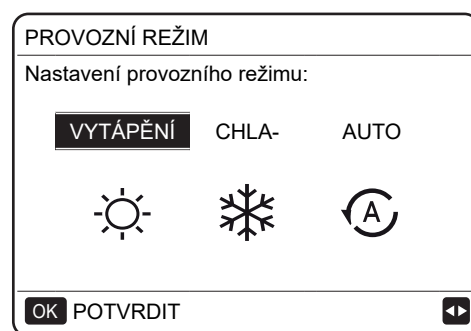 PROVOZNÍ REŽIM
Nastavení provozního režimu:
VYTÁPĚNÍ CHLA- AUTO
A
OK POTVRDIT